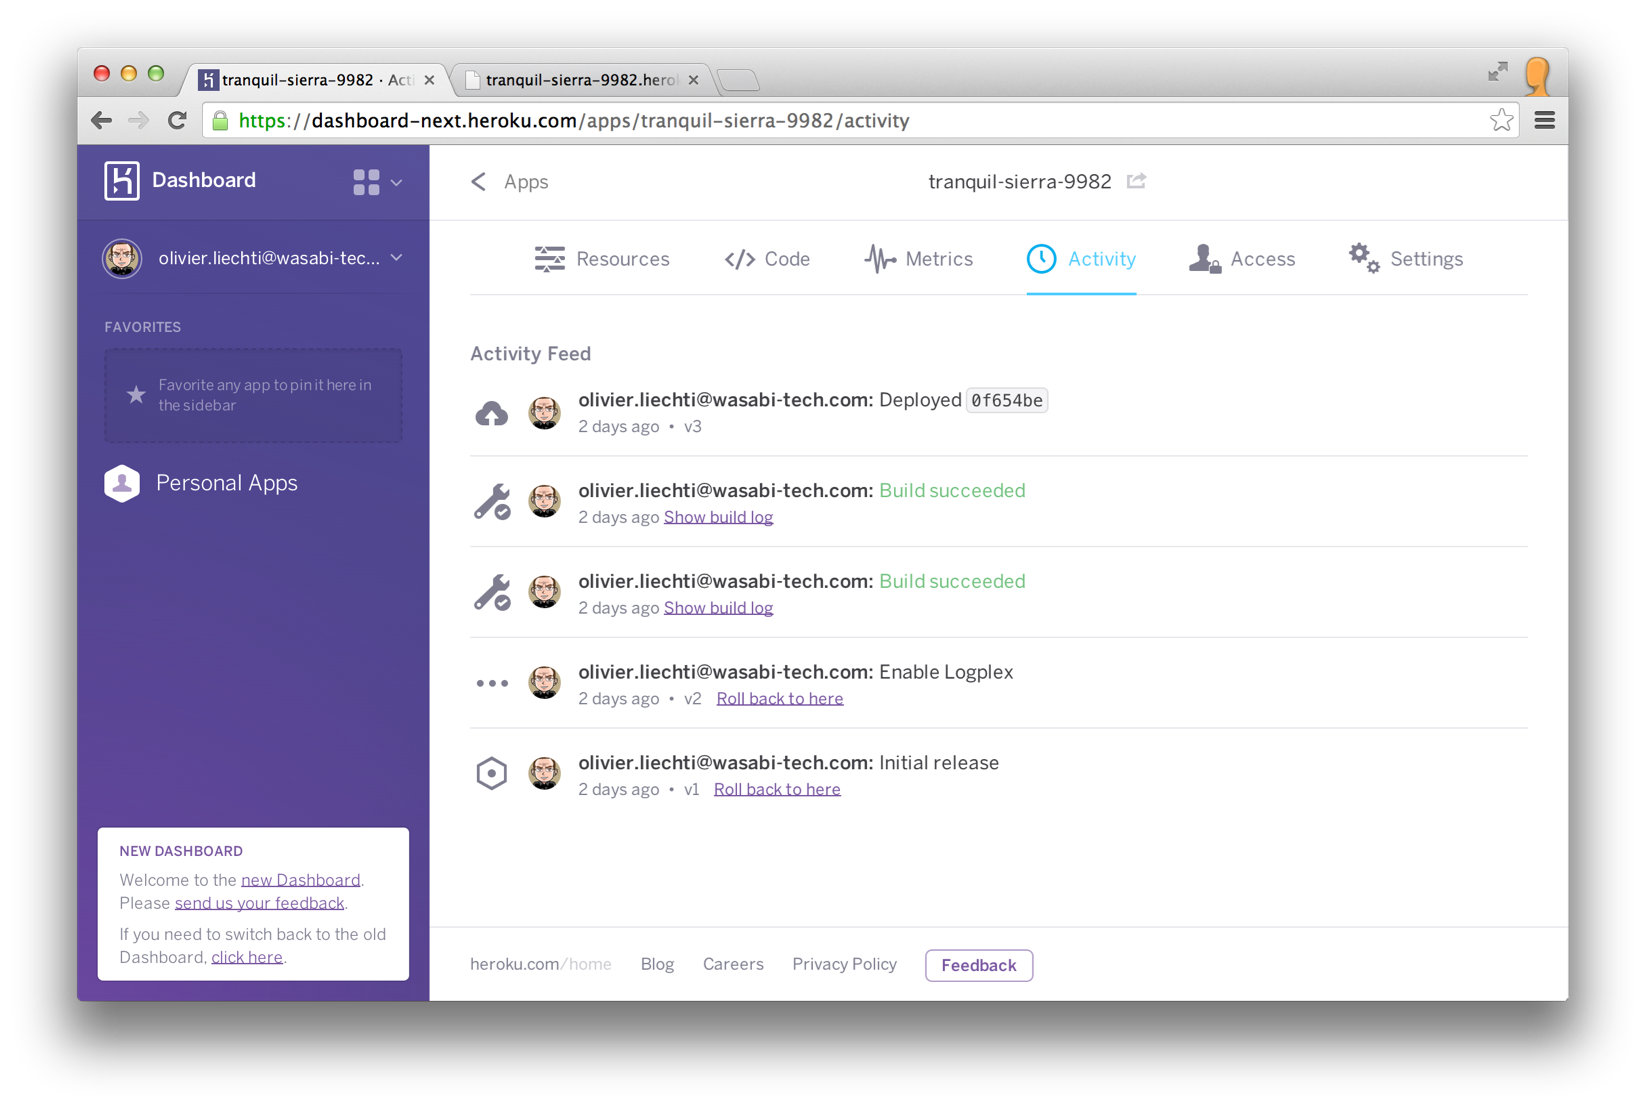 tranquil-sierra-9982 · Acti
tranquil-sierra-9982.herok
https://dashboard-next.heroku.com/apps/tranquil-sierra-9982/activity
Dashboard
Apps
tranquil-sierra-9982
olivier.liechti@wasabi-tec...
Resources
Code
Metrics
Activity
Access
Settings
FAVORITES
Favorite any app to pin it here in
the sidebar
Personal Apps
Activity Feed
olivier.liechti@wasabi-tech.com: Deployed 0f654be
2 days ago • v3
olivier.liechti@wasabi-tech.com: Build succeeded
2 days ago Show build log
olivier.liechti@wasabi-tech.com: Build succeeded
2 days ago Show build log
olivier.liechti@wasabi-tech.com: Enable Logplex
2 days ago • v2 Roll back to here
olivier.liechti@wasabi-tech.com: Initial release
2 days ago • v1 Roll back to here
NEW DASHBOARD
Welcome to the new Dashboard.
Please send us your feedback.
If you need to switch back to the old
Dashboard, click here.
heroku.com/home
Blog
Careers
Privacy Policy
Feedback